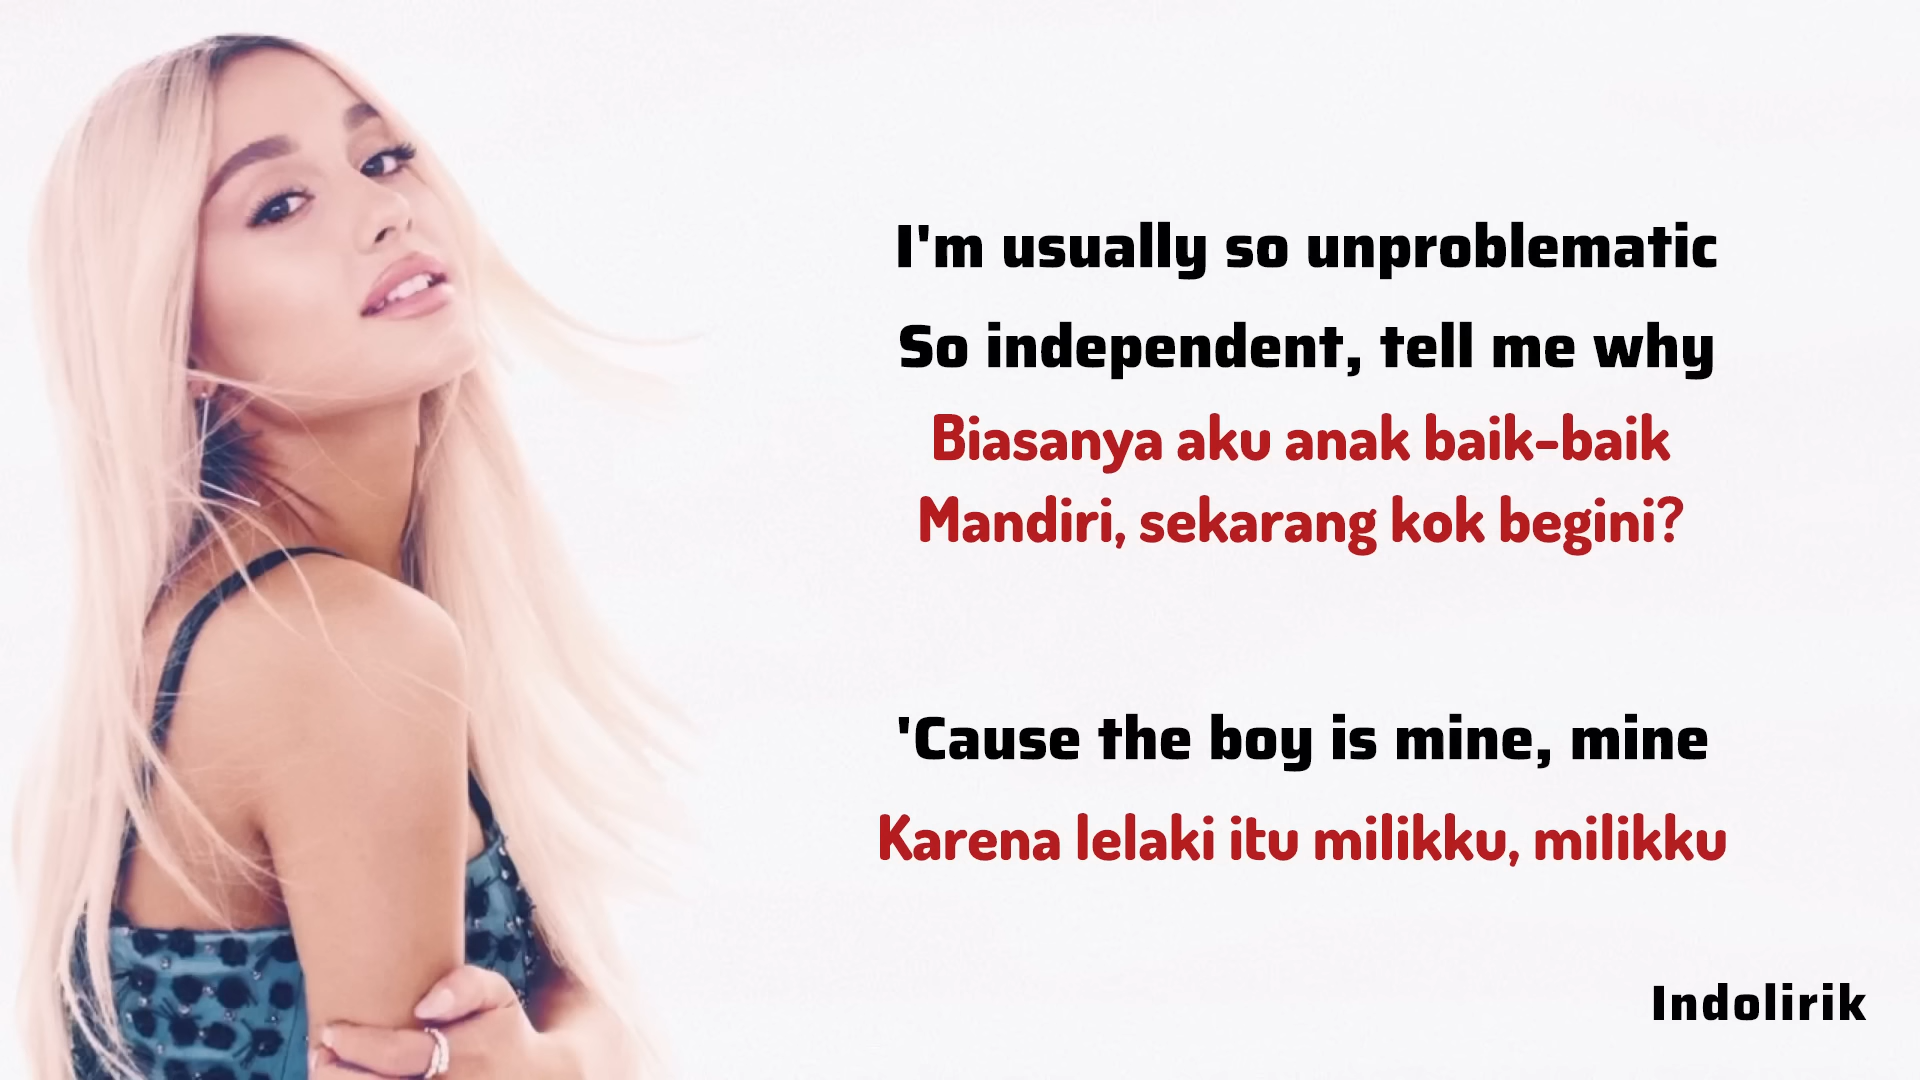 I'm usually so unproblematic
So independent, tell me why
Biasanya aku anak baik-baik
Mandiri, sekarang kok begini?
'Cause the boy is mine, mine
Karena lelaki itu milikku, milikku
Indolirik